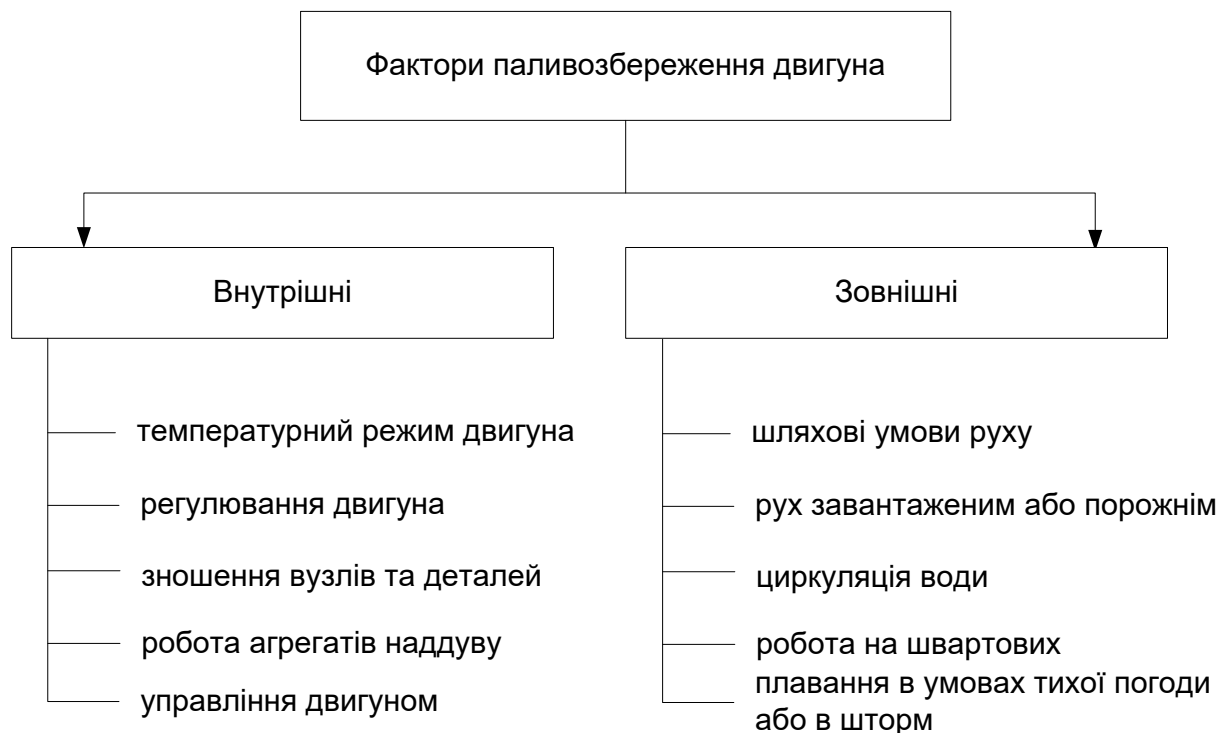 Фактори паливозбереження двигуна
Внутрішні
температурний режим двигуна
регулювання двигуна
зношення вузлів та деталей
робота агрегатів наддуву
управління двигуном
Зовнішні
шляхові умови руху
рух завантаженим або порожнім
циркуляція води
робота на швартових
плавання в умовах тихої погоди
або в шторм